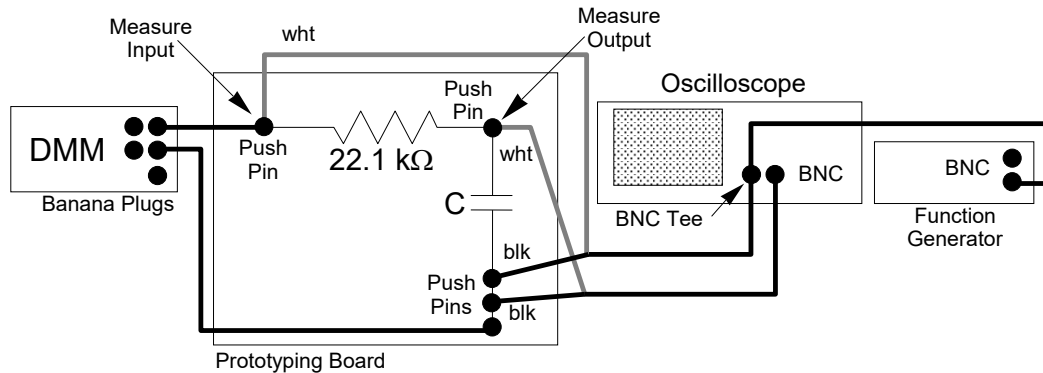 Measure
Input
wht
Measure
Output
Oscilloscope
Push
Pin
DMM
Push
Pin
22.1 kΩ
wht
BNC
BNC
Banana Plugs
C
BNC Tee
Function
Generator
blk
Push
Pins
blk
Prototyping Board